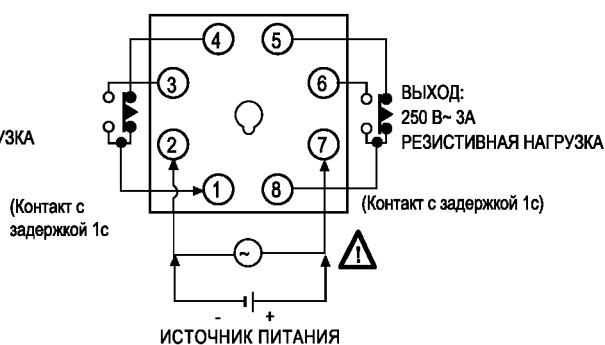 4 5
3 6
ВЫХОД:
250 В~ 3А
2 7
РЕЗИСТИВНАЯ НАГРУЗКА
1 8
(Контакт с
задержкой 1с
(Контакт с задержкой 1с)
~
!
- +
ИСТОЧНИК ПИТАНИЯ